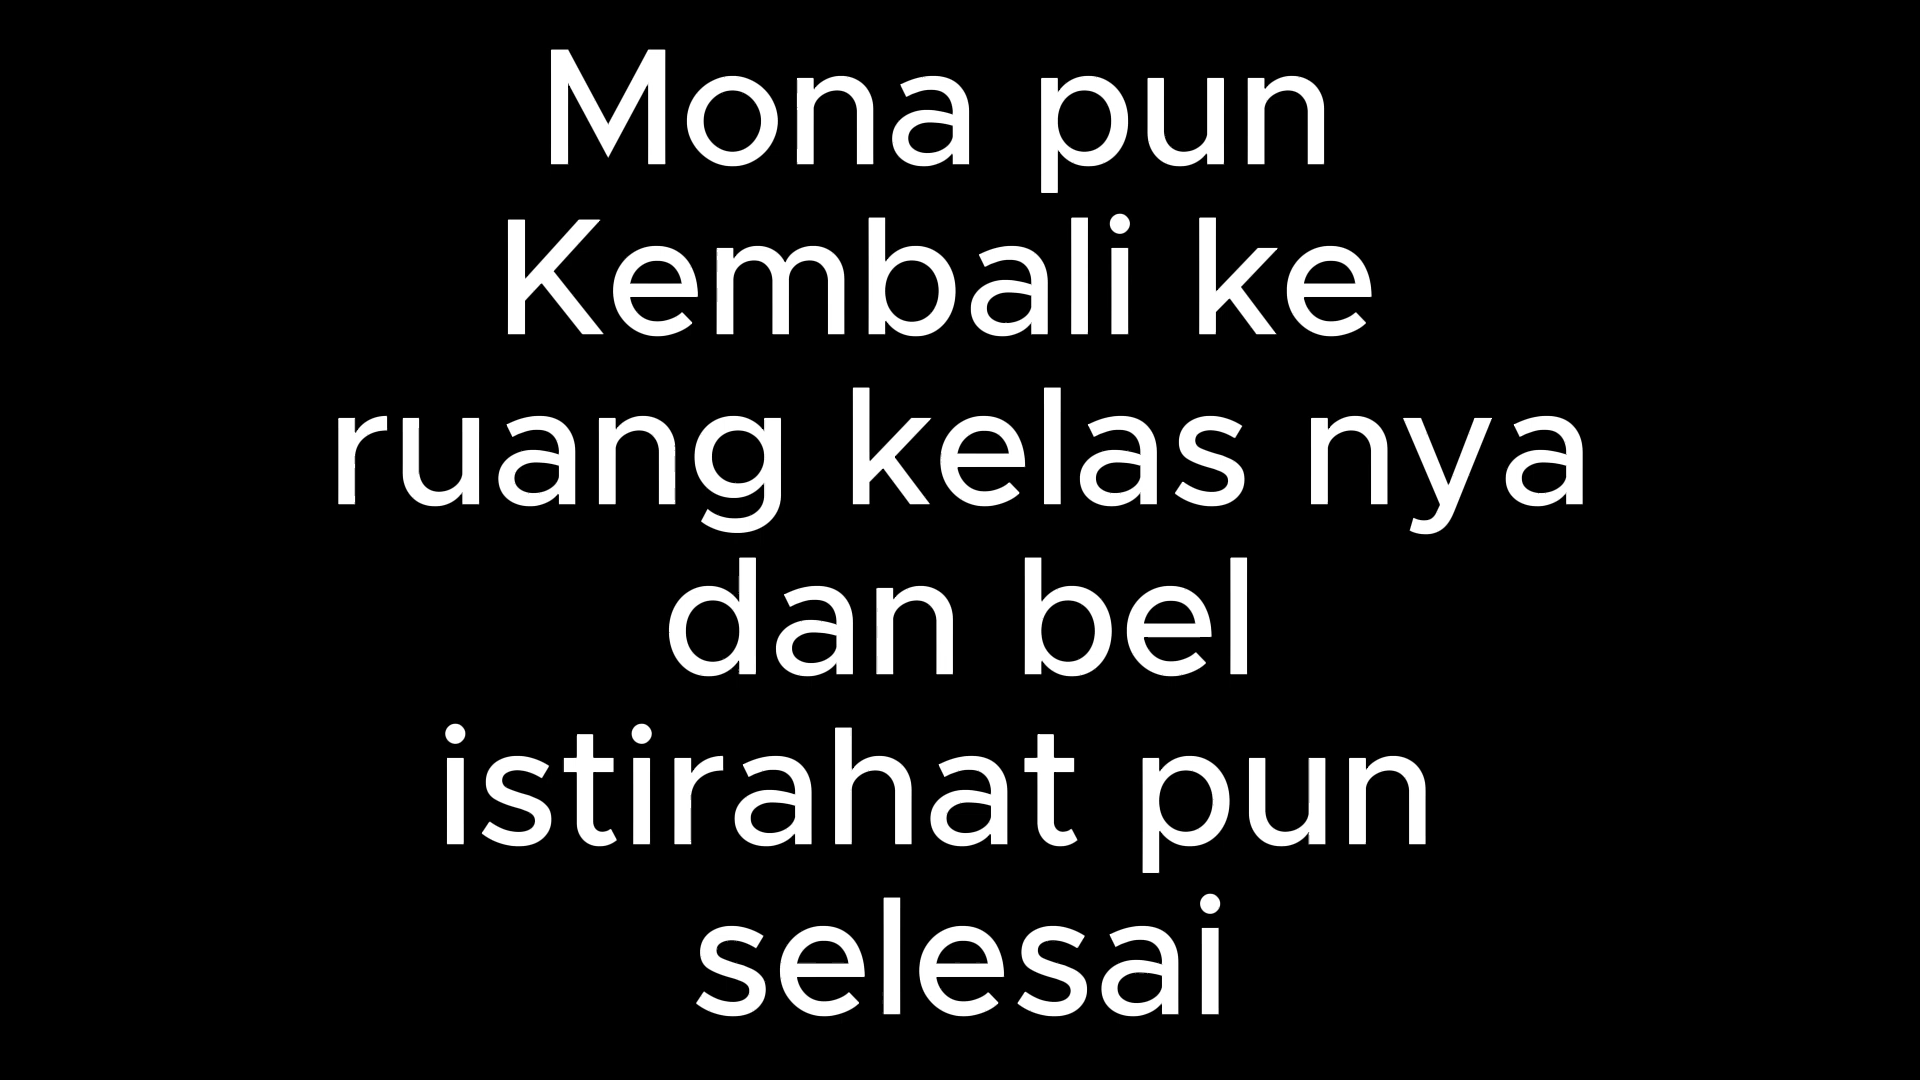 Mona pun
Kembali ke
ruang kelas nya
dan bel
istirahat pun
selesai